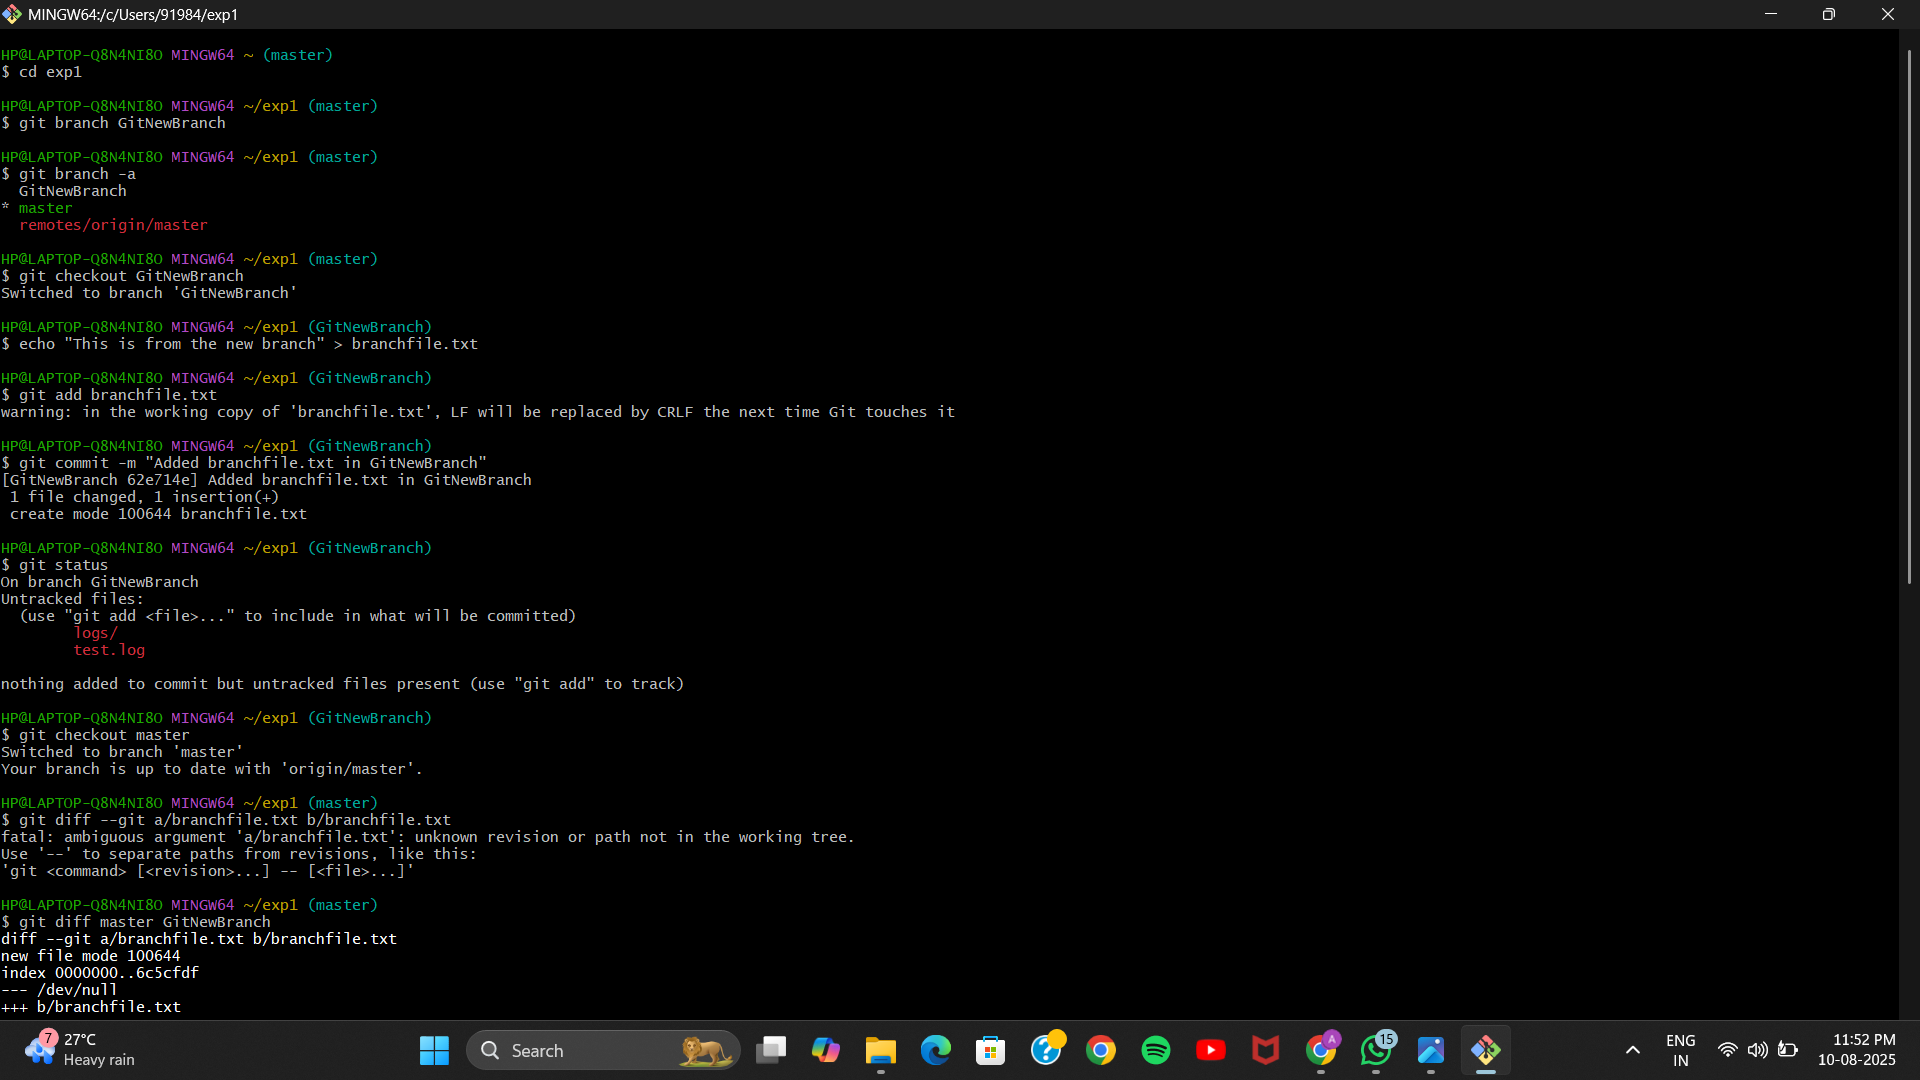 MINGW64:/c/Users/91984/exp1
HP@LAPTOP-Q8N4NI8O MINGW64 ~ (master)
$ cd exp1
HP@LAPTOP-Q8N4NI8O MINGW64 ~/exp1 (master)
$ git branch GitNewBranch
HP@LAPTOP-Q8N4NI8O MINGW64 ~/exp1 (master)
$ git branch -a
  GitNewBranch
* master
  remotes/origin/master
HP@LAPTOP-Q8N4NI8O MINGW64 ~/exp1 (master)
$ git checkout GitNewBranch
Switched to branch 'GitNewBranch'
HP@LAPTOP-Q8N4NI8O MINGW64 ~/exp1 (GitNewBranch)
$ echo "This is from the new branch" > branchfile.txt
HP@LAPTOP-Q8N4NI8O MINGW64 ~/exp1 (GitNewBranch)
$ git add branchfile.txt
warning: in the working copy of 'branchfile.txt', LF will be replaced by CRLF the next time Git touches it
HP@LAPTOP-Q8N4NI8O MINGW64 ~/exp1 (GitNewBranch)
$ git commit -m "Added branchfile.txt in GitNewBranch"
[GitNewBranch 62e714e] Added branchfile.txt in GitNewBranch
 1 file changed, 1 insertion(+)
 create mode 100644 branchfile.txt
HP@LAPTOP-Q8N4NI8O MINGW64 ~/exp1 (GitNewBranch)
$ git status
On branch GitNewBranch
Untracked files:
  (use "git add <file>..." to include in what will be committed)
        logs/
        test.log
nothing added to commit but untracked files present (use "git add" to track)
HP@LAPTOP-Q8N4NI8O MINGW64 ~/exp1 (GitNewBranch)
$ git checkout master
Switched to branch 'master'
Your branch is up to date with 'origin/master'.
HP@LAPTOP-Q8N4NI8O MINGW64 ~/exp1 (master)
$ git diff --git a/branchfile.txt b/branchfile.txt
fatal: ambiguous argument 'a/branchfile.txt': unknown revision or path not in the working tree.
Use '--' to separate paths from revisions, like this:
'git <command> [<revision>...] -- [<file>...]'
HP@LAPTOP-Q8N4NI8O MINGW64 ~/exp1 (master)
$ git diff master GitNewBranch
diff --git a/branchfile.txt b/branchfile.txt
new file mode 100644
index 0000000..6c5cfdf
--- /dev/null
+++ b/branchfile.txt
7
27°C
Heavy rain
Search
A
15
ENG
IN
11:52 PM
10-08-2025